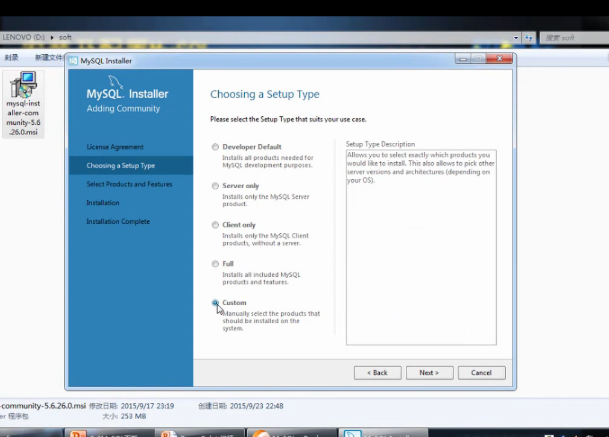 LENOVO (D:) ▸ soft
搜索 soft
刻录
新建文件
MySQL Installer
mysql-inst
aller-com
munity-5.6
.26.0.msi
MySQL. Installer
Adding Community
License Agreement
Choosing a Setup Type
Select Products and Features
Installation
Installation Complete
Choosing a Setup Type
Please select the Setup Type that suits your use case.
Developer Default
Installs all products needed for
MySQL development purposes.
Server only
Installs only the MySQL Server
product.
Client only
Installs only the MySQL Client
products, without a server.
Full
Installs all included MySQL
products and features.
Custom
Manually select the products that
should be installed on the
system.
Setup Type Description
Allows you to select exactly which products you
would like to install. This also allows to pick other
server versions and architectures (depending on
your OS).
< Back
Next >
Cancel
-community-5.6.26.0.msi 修改日期: 2015/9/17 23:19 创建日期: 2015/9/23 22:48
er 程序包 大小: 253 MB